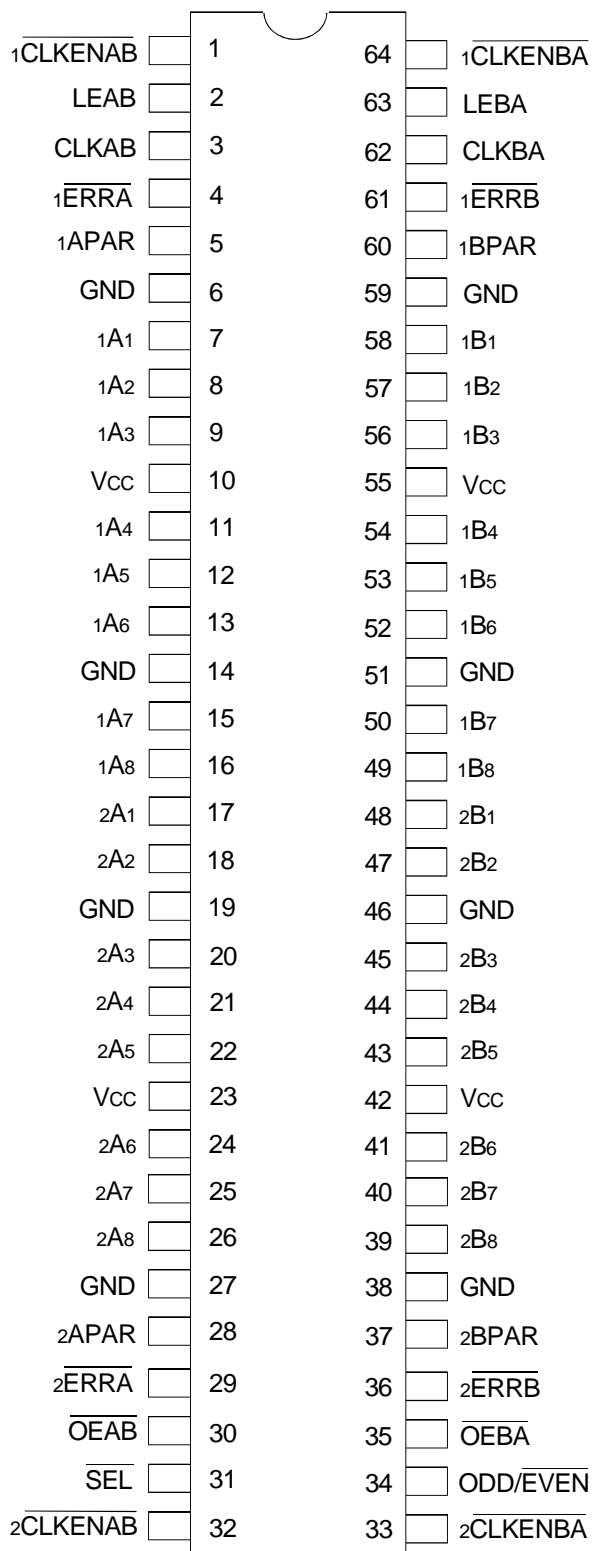 1CLKENAB 1 64 1CLKENBA
LEAB 2 63 LEBA
CLKAB 3 62 CLKBA
1ERRA 4 61 1ERRB
1APAR 5 60 1BPAR
GND 6 59 GND
1A1 7 58 1B1
1A2 8 57 1B2
1A3 9 56 1B3
VCC 10 55 VCC
1A4 11 54 1B4
1A5 12 53 1B5
1A6 13 52 1B6
GND 14 51 GND
1A7 15 50 1B7
1A8 16 49 1B8
2A1 17 48 2B1
2A2 18 47 2B2
GND 19 46 GND
2A3 20 45 2B3
2A4 21 44 2B4
2A5 22 43 2B5
VCC 23 42 VCC
2A6 24 41 2B6
2A7 25 40 2B7
2A8 26 39 2B8
GND 27 38 GND
2APAR 28 37 2BPAR
2ERRA 29 36 2ERRB
OEAB 30 35 OEBA
SEL 31 34 ODD/EVEN
2CLKENAB 32 33 2CLKENBA